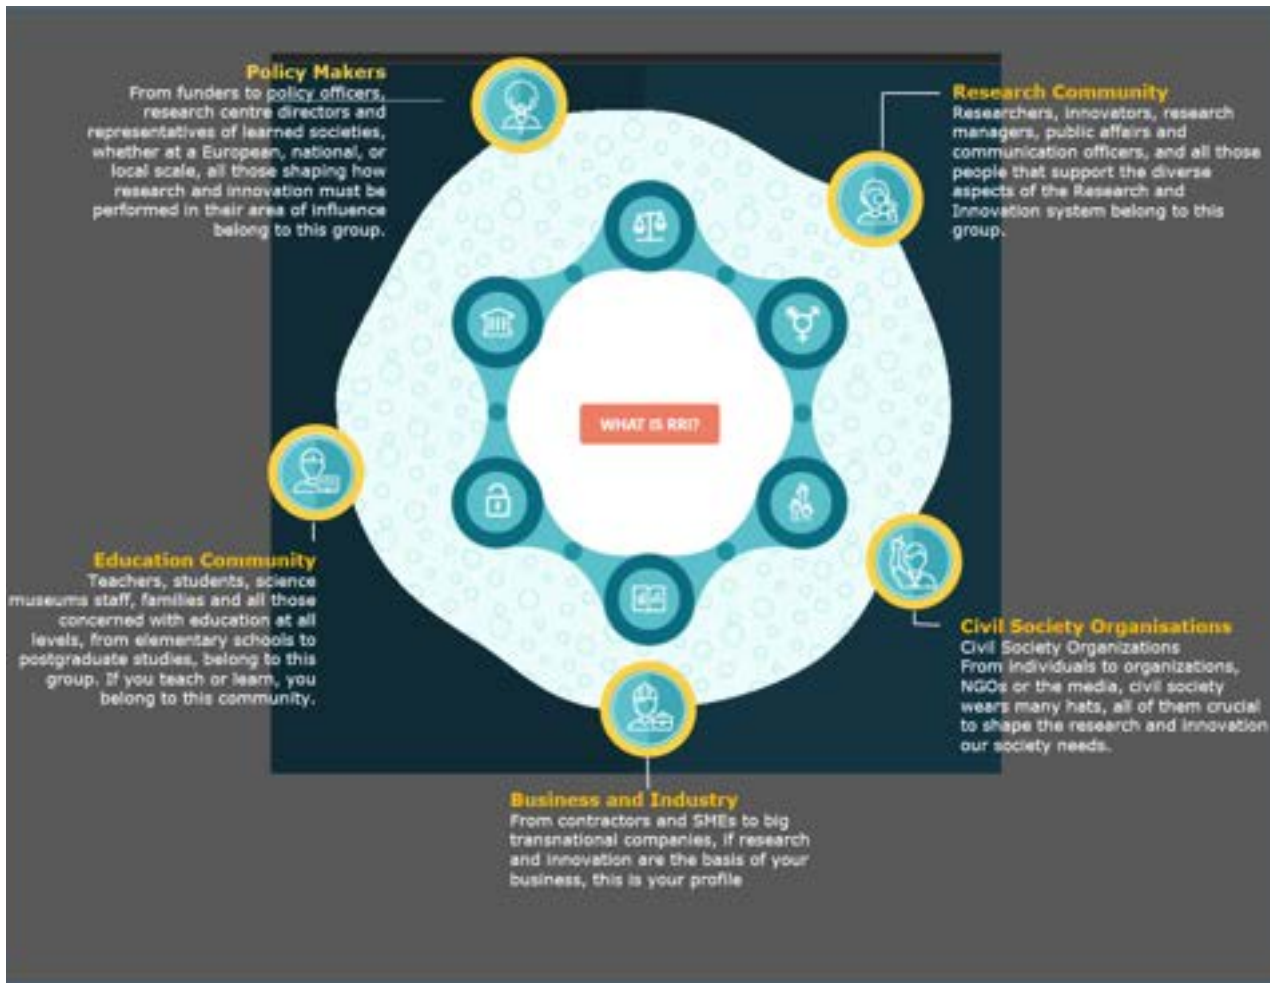 Policy Makers
From funders to policy officers,
research centre directors and
representatives of learned societies,
whether at a European, national, or
local scale, all those shaping how
research and innovation must be
performed in their area of influence
belong to this group.
Research Community
Researchers, innovators, research
managers, public affairs and
communication officers, and all those
people that support the diverse
aspects of the Research and
Innovation system belong to this
group.
WHAT IS RRI?
Education Community
Teachers, students, science
museums staff, families and all those
concerned with education at all
levels, from elementary schools to
postgraduate studies, belong to this
group. If you teach or learn, you
belong to this community.
Civil Society Organisations
Civil Society Organizations
From individuals to organizations,
NGOs or the media, civil society
wears many hats, all of them crucial
to shape the research and innovation
our society needs.
Business and Industry
From contractors and SMEs to big
transnational companies, if research
and innovation are the basis of your
business, this is your profile